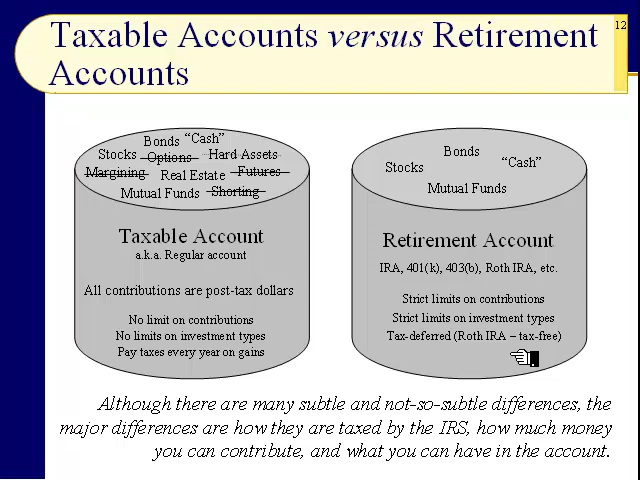 12
Taxable Accounts versus Retirement
Accounts
Bonds “Cash”
Stocks Options Hard Assets
Margining Real Estate Futures
Mutual Funds Shorting
Taxable Account
a.k.a. Regular account
All contributions are post-tax dollars
No limit on contributions
No limits on investment types
Pay taxes every year on gains
Bonds
Stocks “Cash”
Mutual Funds
Retirement Account
IRA, 401(k), 403(b), Roth IRA, etc.
Strict limits on contributions
Strict limits on investment types
Tax-deferred (Roth IRA – tax-free)
Although there are many subtle and not-so-subtle differences, the
major differences are how they are taxed by the IRS, how much money
you can contribute, and what you can have in the account.